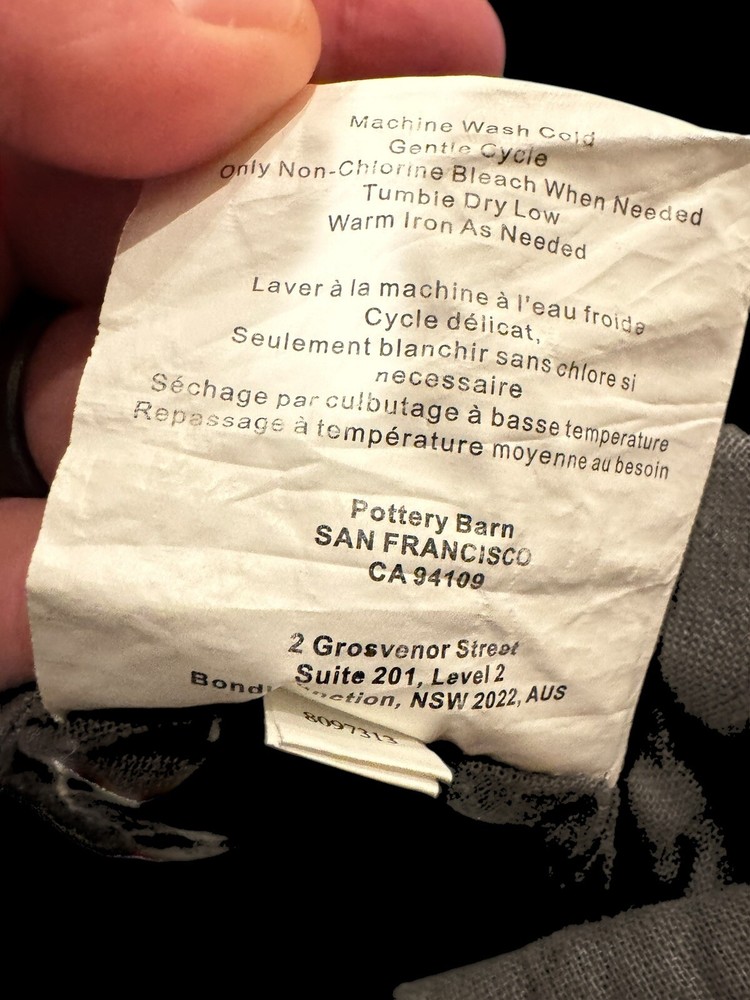 Machine Wash Cold
Gentle Cycle
Only Non-Chlorine Bleach When Needed
Tumble Dry Low
Warm Iron As Needed
Laver à la machine à l'eau froide
Cycle délicat,
Seulement blanchir sans chlore si
necessaire
Séchage par culbutage à basse temperature
Repassage à température moyenne au besoin
Pottery Barn
SAN FRANCISCO
CA 94109
2 Grosvenor Street
Suite 201, Level 2
Bondi Junction, NSW 2022, AUS
8097313